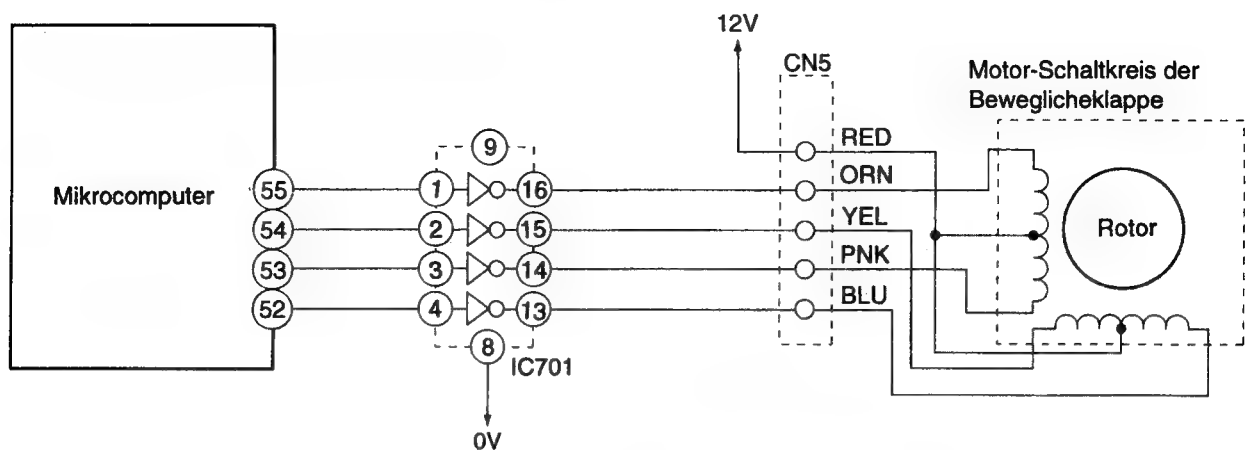 12V
CN5
Motor-Schaltkreis der
Beweglicheklappe
Mikrocomputer
9
RED
55 1 16 ORN
54 2 15 YEL
53 3 14 PNK
52 4 13 BLU
Rotor
8
IC701
0V